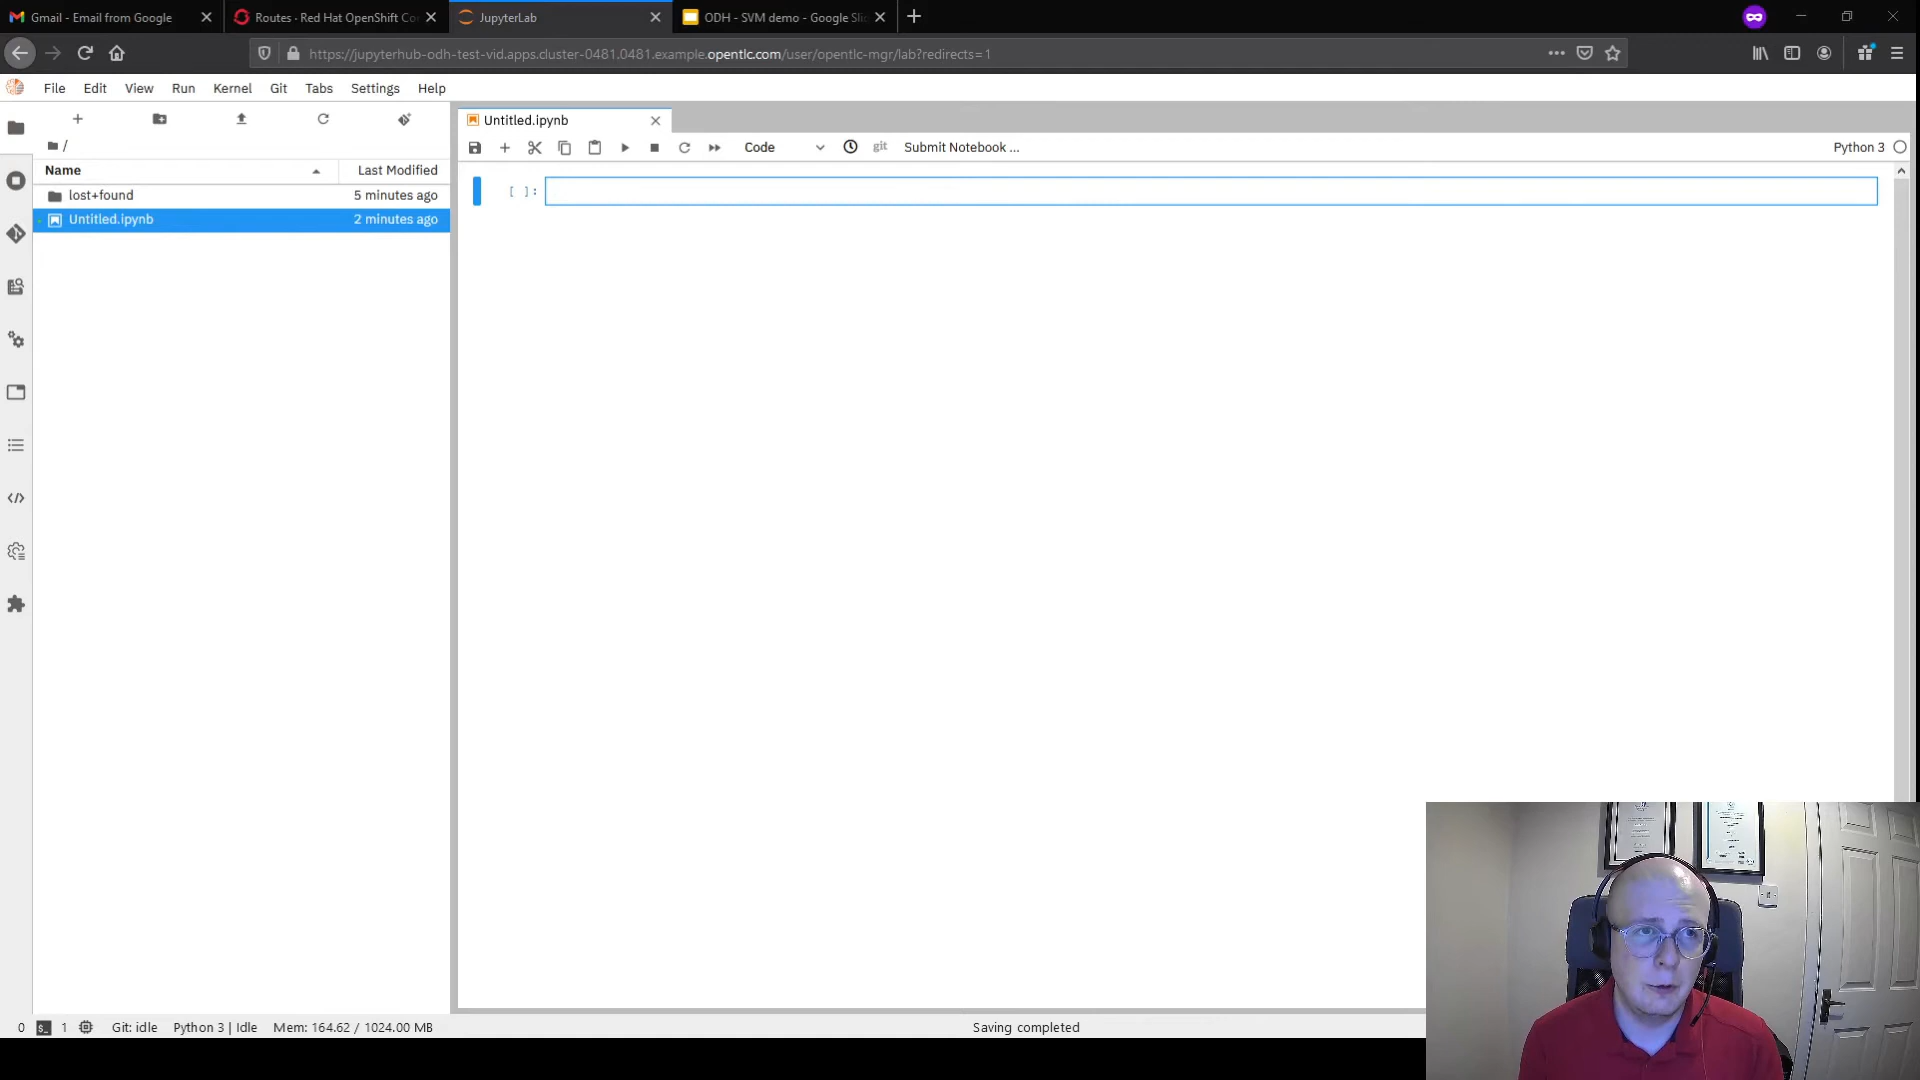 Gmail - Email from Google
Routes · Red Hat OpenShift Co
JupyterLab
ODH - SVM demo - Google Sli
https://jupyterhub-odh-test-vid.apps.cluster-0481.0481.example.opentlc.com/user/opentlc-mgr/lab?redirects=1
File Edit View Run Kernel Git Tabs Settings Help
Untitled.ipynb
/
Code
git
Submit Notebook ...
Python 3
Name
Last Modified
lost+found
5 minutes ago
Untitled.ipynb
2 minutes ago
[ ]:
0
$_
1
Git: idle
Python 3 | Idle
Mem: 164.62 / 1024.00 MB
Saving completed